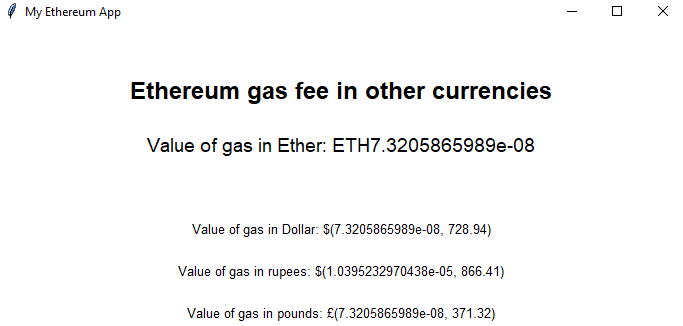 My Ethereum App
Ethereum gas fee in other currencies
Value of gas in Ether: ETH7.3205865989e-08
Value of gas in Dollar: $(7.3205865989e-08, 728.94)
Value of gas in rupees: $(1.0395232970438e-05, 866.41)
Value of gas in pounds: £(7.3205865989e-08, 371.32)